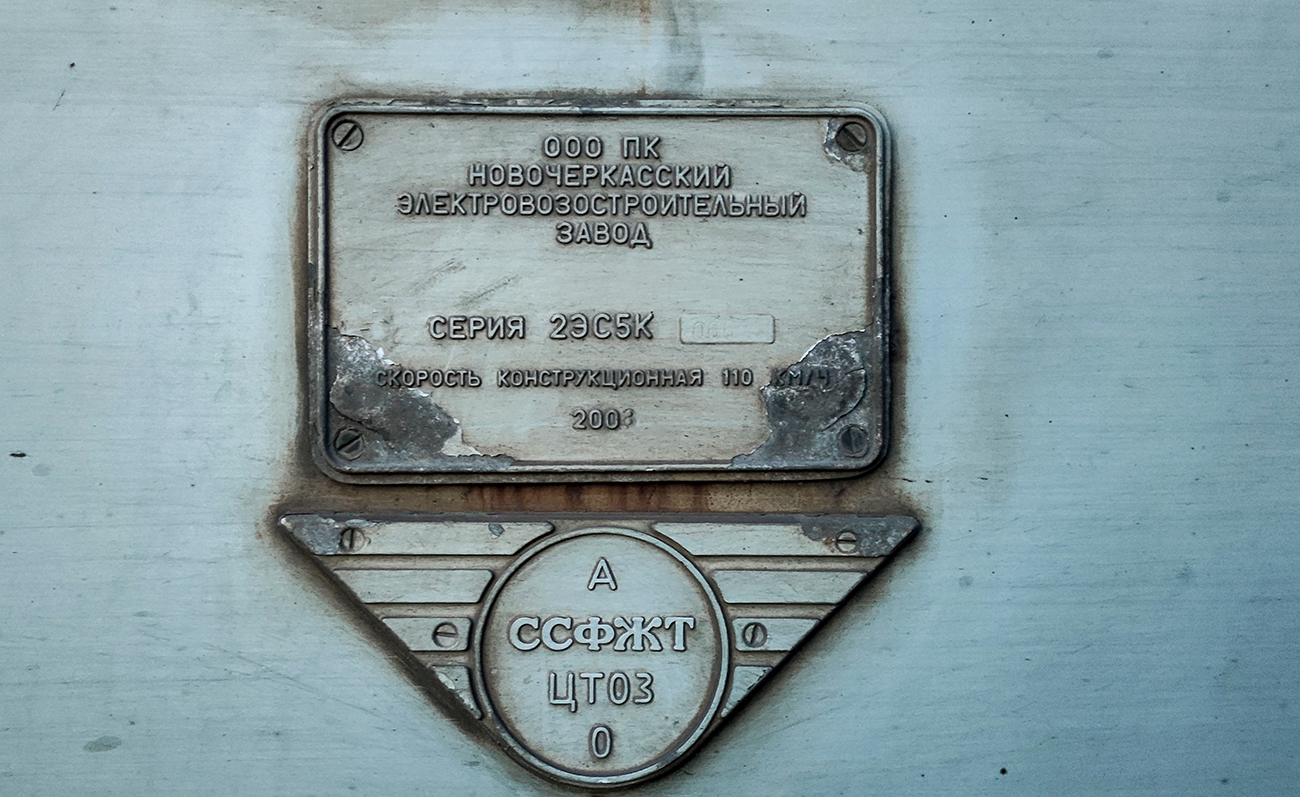 ООО ПК
НОВОЧЕРКАССКИЙ
ЭЛЕКТРОВОЗОСТРОИТЕЛЬНЫЙ
ЗАВОД
СЕРИЯ 2ЭС5К
СКОРОСТЬ КОНСТРУКЦИОННАЯ 110 КМ/Ч
А
ССФЖТ
ЦТ03
0